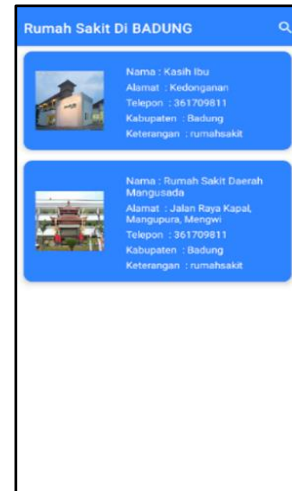 Rumah Sakit Di BADUNG
Nama : Kasih Ibu
Alamat : Kedonganan
Telepon : 361709811
Kabupaten : Badung
Keterangan : rumahsakit
Nama : Rumah Sakit Daerah
Mangusada
Alamat : Jalan Raya Kapal,
Mangupura, Mengwi
Telepon : 361709811
Kabupaten : Badung
Keterangan : rumahsakit